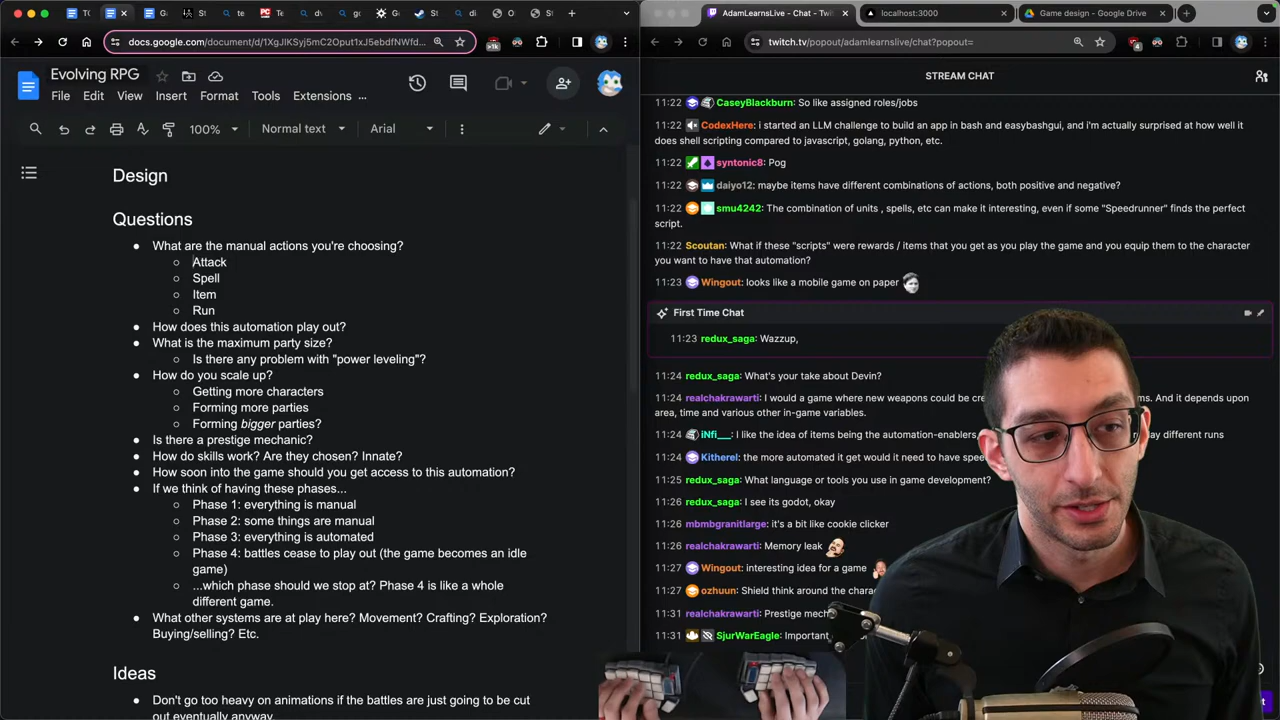 docs.google.com/document/d/1XgJlKSyj5mC2Oput1xJ5ebdfNWfd...
Evolving RPG
File Edit View Insert Format Tools Extensions ...
100% Normal text Arial
Design
Questions
What are the manual actions you're choosing?
Attack
Spell
Item
Run
How does this automation play out?
What is the maximum party size?
Is there any problem with "power leveling"?
How do you scale up?
Getting more characters
Forming more parties
Forming bigger parties?
Is there a prestige mechanic?
How do skills work? Are they chosen? Innate?
How soon into the game should you get access to this automation?
If we think of having these phases...
Phase 1: everything is manual
Phase 2: some things are manual
Phase 3: everything is automated
Phase 4: battles cease to play out (the game becomes an idle
game)
...which phase should we stop at? Phase 4 is like a whole
different game.
What other systems are at play here? Movement? Crafting? Exploration?
Buying/selling? Etc.
Ideas
Don't go too heavy on animations if the battles are just going to be cut
out eventually anyway.
AdamLearnsLive - Chat - Twi
localhost:3000
Game design - Google Drive
twitch.tv/popout/adamlearnslive/chat?popout=
STREAM CHAT
11:22 CaseyBlackburn: So like assigned roles/jobs
11:22 CodexHere: i started an LLM challenge to build an app in bash and easybashgui, and i'm actually surprised at how well it
does shell scripting compared to javascript, golang, python, etc.
11:22 syntonic8: Pog
11:22 daiyo12: maybe items have different combinations of actions, both positive and negative?
11:22 smu4242: The combination of units , spells, etc can make it interesting, even if some "Speedrunner" finds the perfect
script.
11:22 Scoutan: What if these "scripts" were rewards / items that you get as you play the game and you equip them to the character
you want to have that automation?
11:23 Wingout: looks like a mobile game on paper
First Time Chat
11:23 redux_saga: Wazzup,
11:24 redux_saga: What's your take about Devin?
11:24 realchakrawarti: I would a game where new weapons could be cre
ms. And it depends upon
area, time and various other in-game variables.
11:24 iNfi___: I like the idea of items being the automation-enablers,
ay different runs
11:24 Kitherel: the more automated it get would it need to have spee
11:25 redux_saga: What language or tools you use in game development?
11:26 redux_saga: I see its godot, okay
11:26 mbmbgranitlarge: it's a bit like cookie clicker
11:26 realchakrawarti: Memory leak
11:27 Wingout: interesting idea for a game
11:27 ozhuun: Shield think around the chara
11:31 realchakrawarti: Prestige mech
11:31 SjurWarEagle: Important